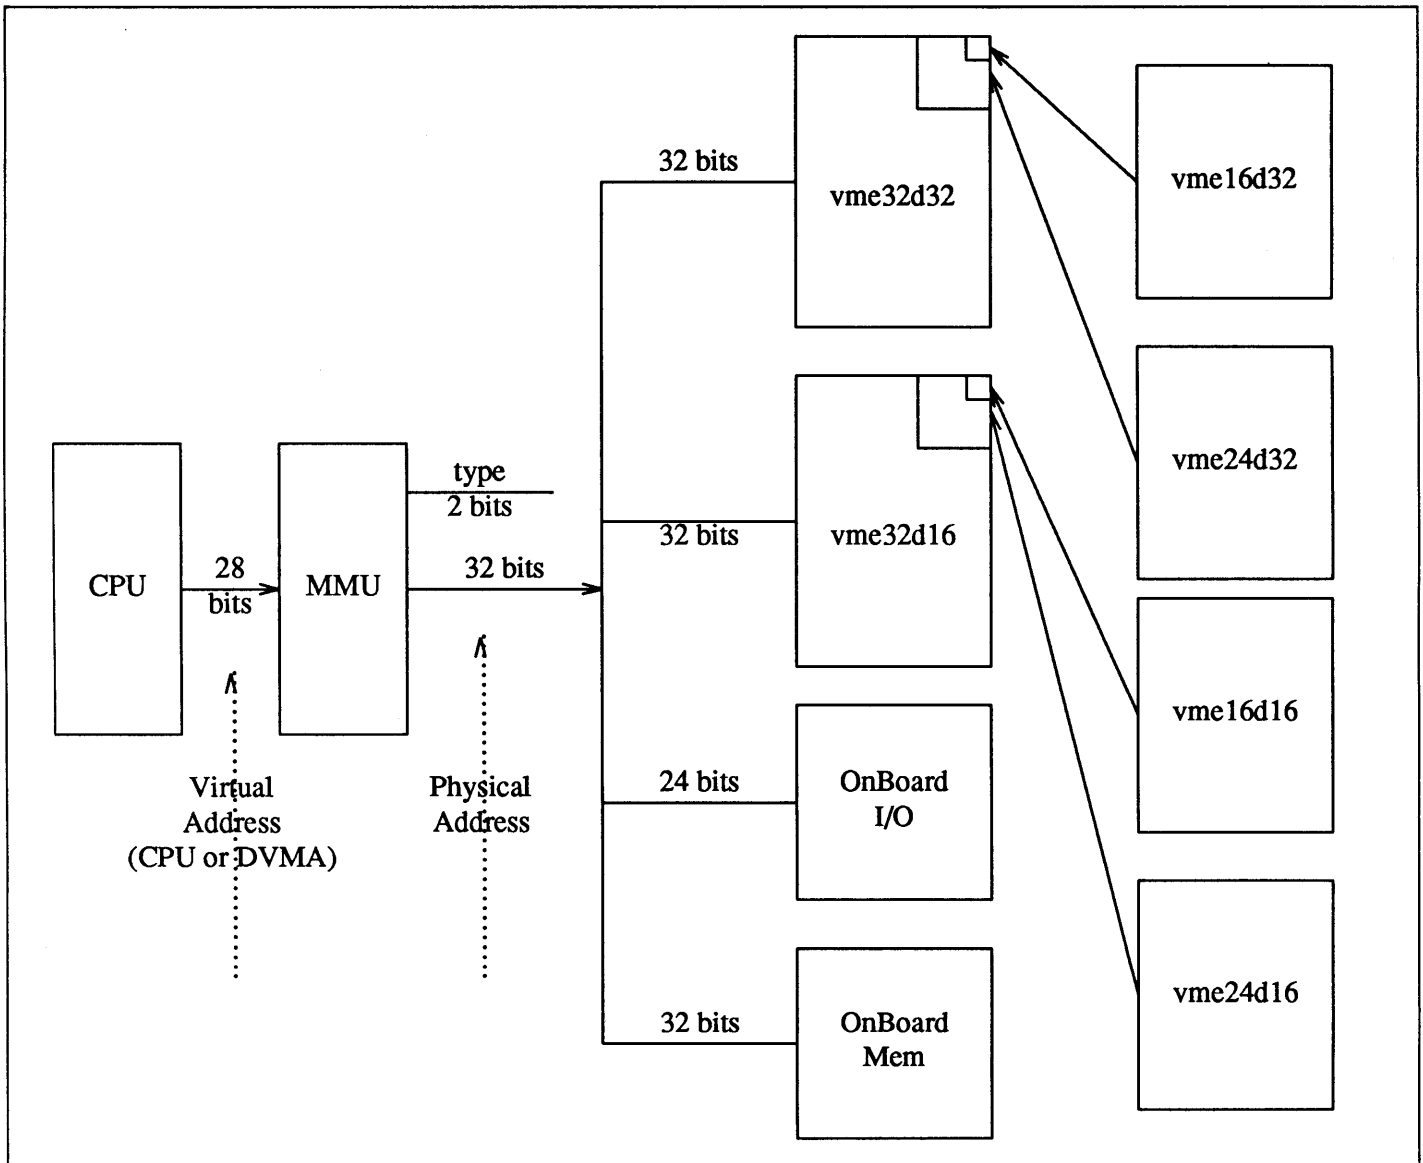 32 bits
vme32d32
vme16d32
vme24d32
type
2 bits
32 bits
vme32d16
CPU
28
bits
MMU
32 bits
vme16d16
Virtual
Address
(CPU or DVMA)
Physical
Address
24 bits
OnBoard
I/O
vme24d16
32 bits
OnBoard
Mem